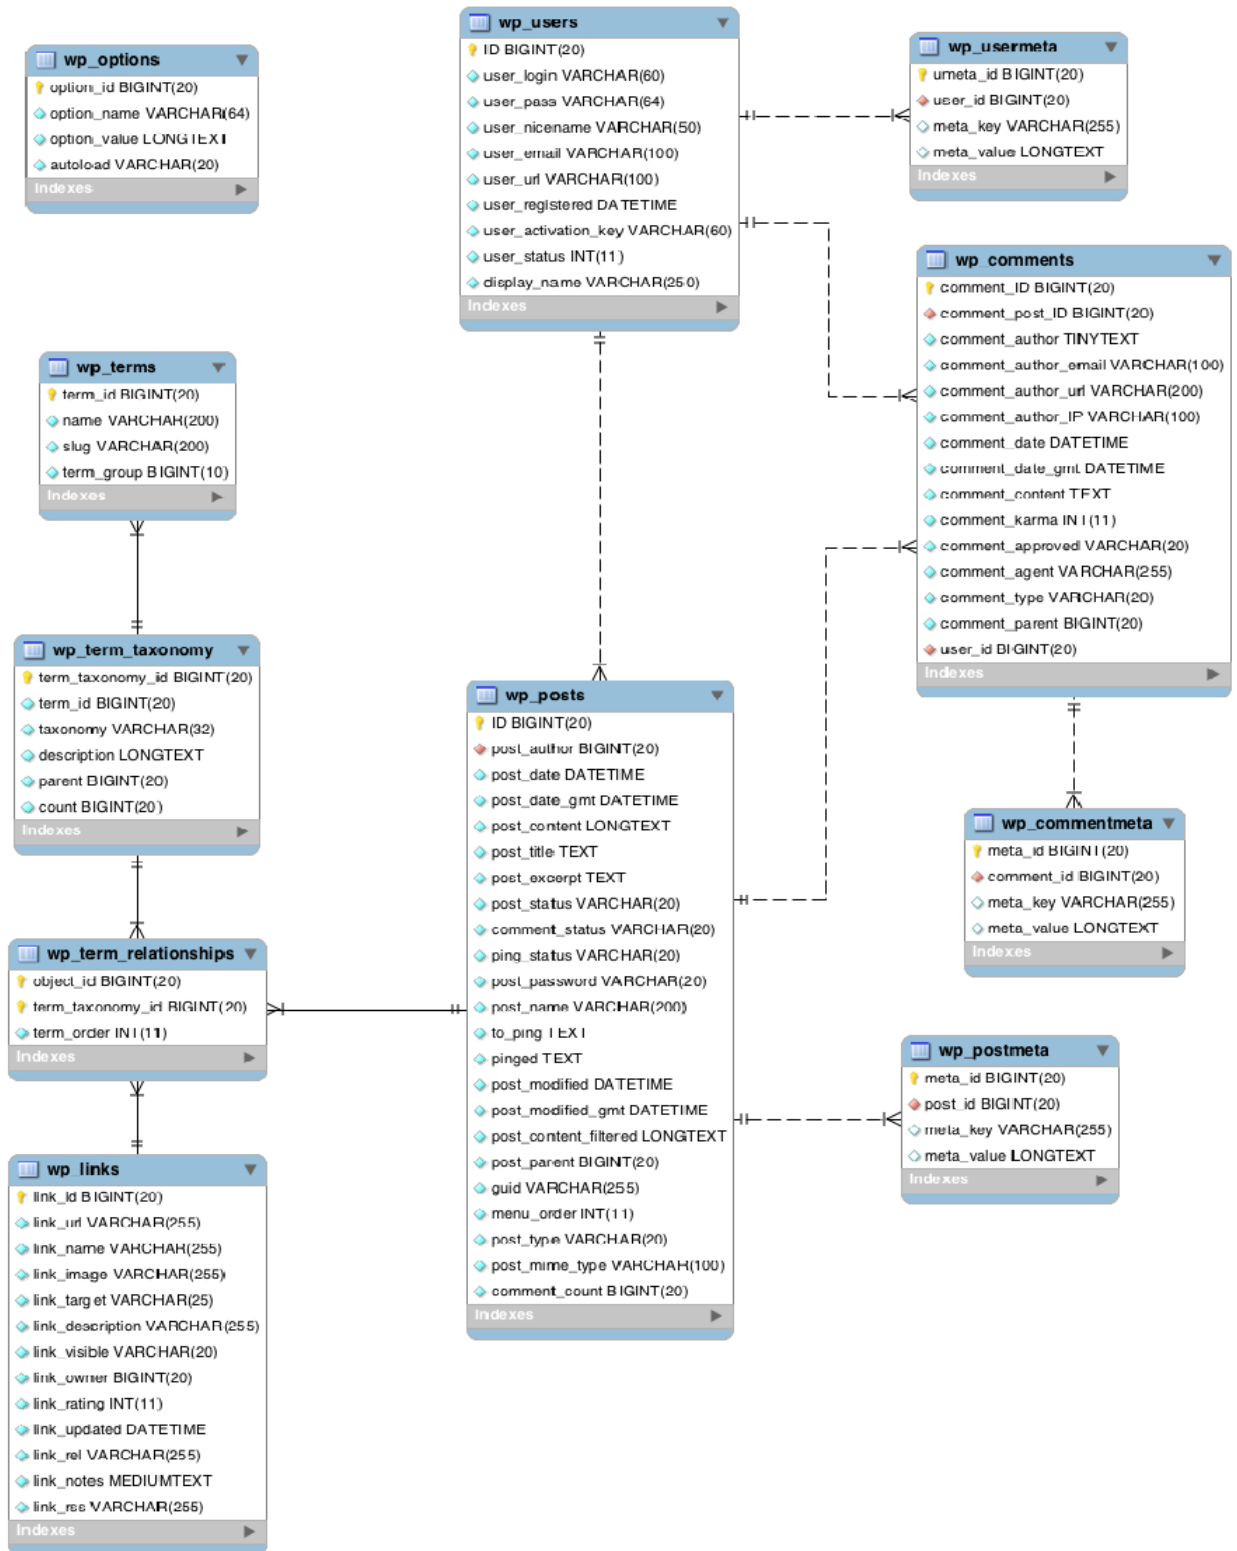 wp_options
option_id BIGINT(20)
option_name VARCHAR(64)
option_value LONGTEXT
autoload VARCHAR(20)
Indexes
wp_users
ID BIGINT(20)
user_login VARCHAR(60)
user_pass VARCHAR(64)
user_nicename VARCHAR(50)
user_email VARCHAR(100)
user_url VARCHAR(100)
user_registered DATETIME
user_activation_key VARCHAR(60)
user_status INT(11)
display_name VARCHAR(250)
Indexes
wp_usermeta
umeta_id BIGINT(20)
user_id BIGINT(20)
meta_key VARCHAR(255)
meta_value LONGTEXT
Indexes
wp_comments
comment_ID BIGINT(20)
comment_post_ID BIGINT(20)
comment_author TINYTEXT
comment_author_email VARCHAR(100)
comment_author_url VARCHAR(200)
comment_author_IP VARCHAR(100)
comment_date DATETIME
comment_date_gmt DATETIME
comment_content TEXT
comment_karma INT(11)
comment_approved VARCHAR(20)
comment_agent VARCHAR(255)
comment_type VARCHAR(20)
comment_parent BIGINT(20)
user_id BIGINT(20)
Indexes
wp_terms
term_id BIGINT(20)
name VARCHAR(200)
slug VARCHAR(200)
term_group BIGINT(10)
Indexes
wp_term_taxonomy
term_taxonomy_id BIGINT(20)
term_id BIGINT(20)
taxonomy VARCHAR(32)
description LONGTEXT
parent BIGINT(20)
count BIGINT(20)
Indexes
wp_posts
ID BIGINT(20)
post_author BIGINT(20)
post_date DATETIME
post_date_gmt DATETIME
post_content LONGTEXT
post_title TEXT
post_excerpt TEXT
post_status VARCHAR(20)
comment_status VARCHAR(20)
ping_status VARCHAR(20)
post_password VARCHAR(20)
post_name VARCHAR(200)
to_ping TEXT
pinged TEXT
post_modified DATETIME
post_modified_gmt DATETIME
post_content_filtered LONGTEXT
post_parent BIGINT(20)
guid VARCHAR(255)
menu_order INT(11)
post_type VARCHAR(20)
post_mime_type VARCHAR(100)
comment_count BIGINT(20)
Indexes
wp_commentmeta
meta_id BIGINT(20)
comment_id BIGINT(20)
meta_key VARCHAR(255)
meta_value LONGTEXT
Indexes
wp_term_relationships
object_id BIGINT(20)
term_taxonomy_id BIGINT(20)
term_order INT(11)
Indexes
wp_postmeta
meta_id BIGINT(20)
post_id BIGINT(20)
meta_key VARCHAR(255)
meta_value LONGTEXT
Indexes
wp_links
link_id BIGINT(20)
link_url VARCHAR(255)
link_name VARCHAR(255)
link_image VARCHAR(255)
link_target VARCHAR(25)
link_description VARCHAR(255)
link_visible VARCHAR(20)
link_owner BIGINT(20)
link_rating INT(11)
link_updated DATETIME
link_rel VARCHAR(255)
link_notes MEDIUMTEXT
link_rss VARCHAR(255)
Indexes